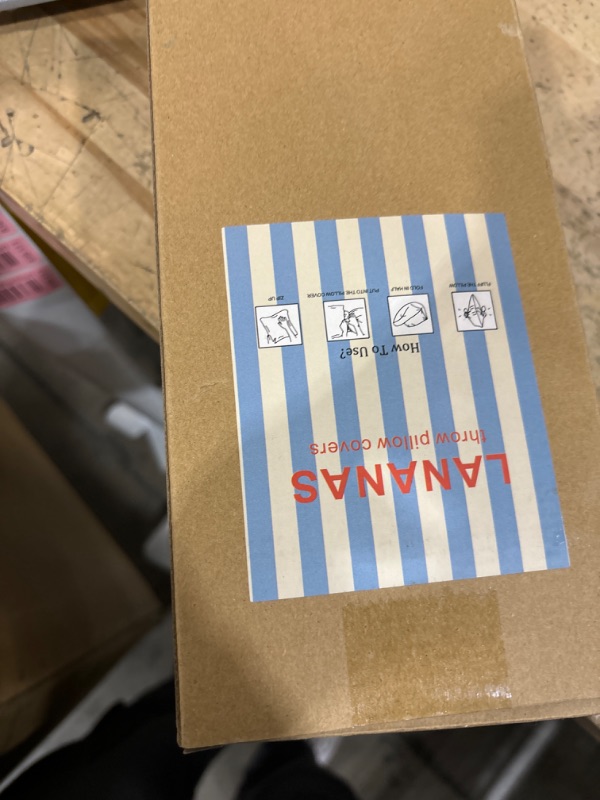 LANANAS
throw pillow covers
How To Use?
FLUFF THE PILLOW
FOLD IN HALF
PUT INTO THE PILLOW COVER
ZIP UP